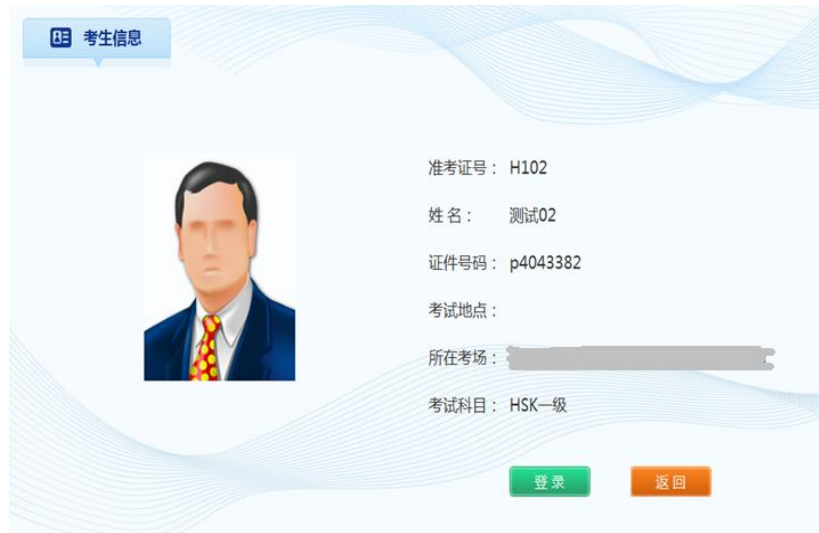 考生信息
准考证号： H102
姓 名： 测试02
证件号码： p4043382
考试地点：
所在考场：
考试科目： HSK一级
登 录 返 回